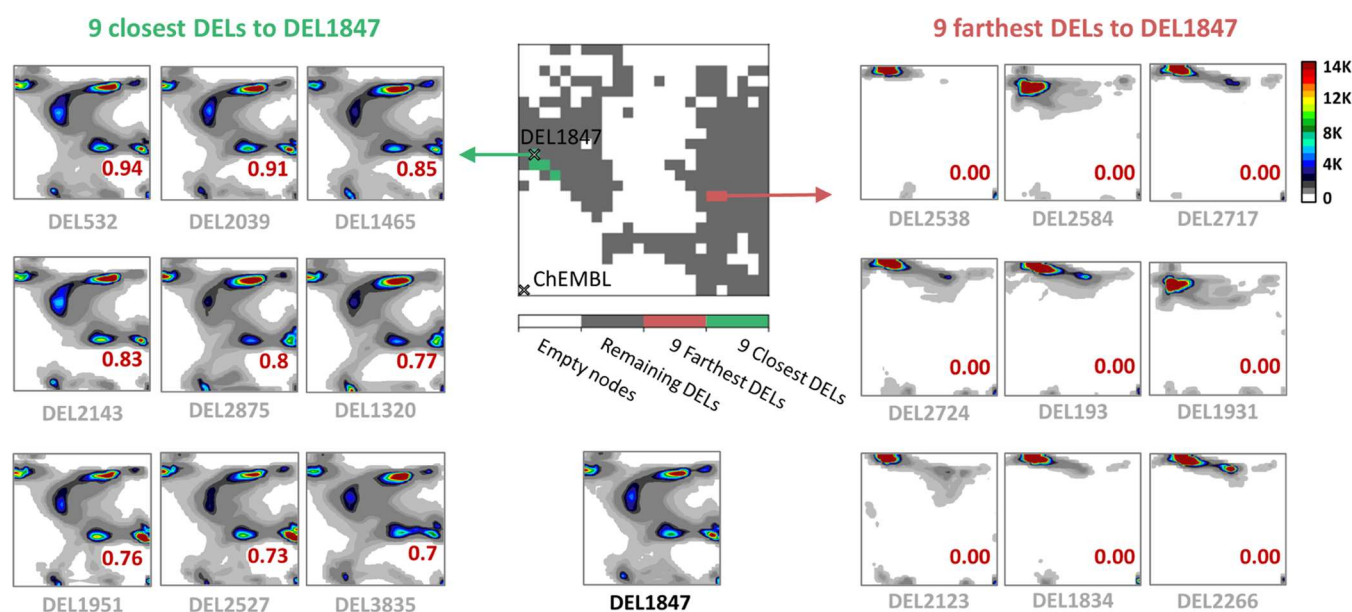 9 closest DELs to DEL1847
0.94
0.91
0.85
DEL532
DEL2039
DEL1465
0.83
0.8
0.77
DEL2143
DEL2875
DEL1320
0.76
0.73
0.7
DEL1951
DEL2527
DEL3835
DEL1847
ChEMBL
Empty nodes
Remaining DELs
9 Farthest DELs
9 Closest DELs
DEL1847
9 farthest DELs to DEL1847
14K
12K
8K
4K
0
0.00
0.00
0.00
DEL2538
DEL2584
DEL2717
0.00
0.00
0.00
DEL2724
DEL193
DEL1931
0.00
0.00
0.00
DEL2123
DEL1834
DEL2266